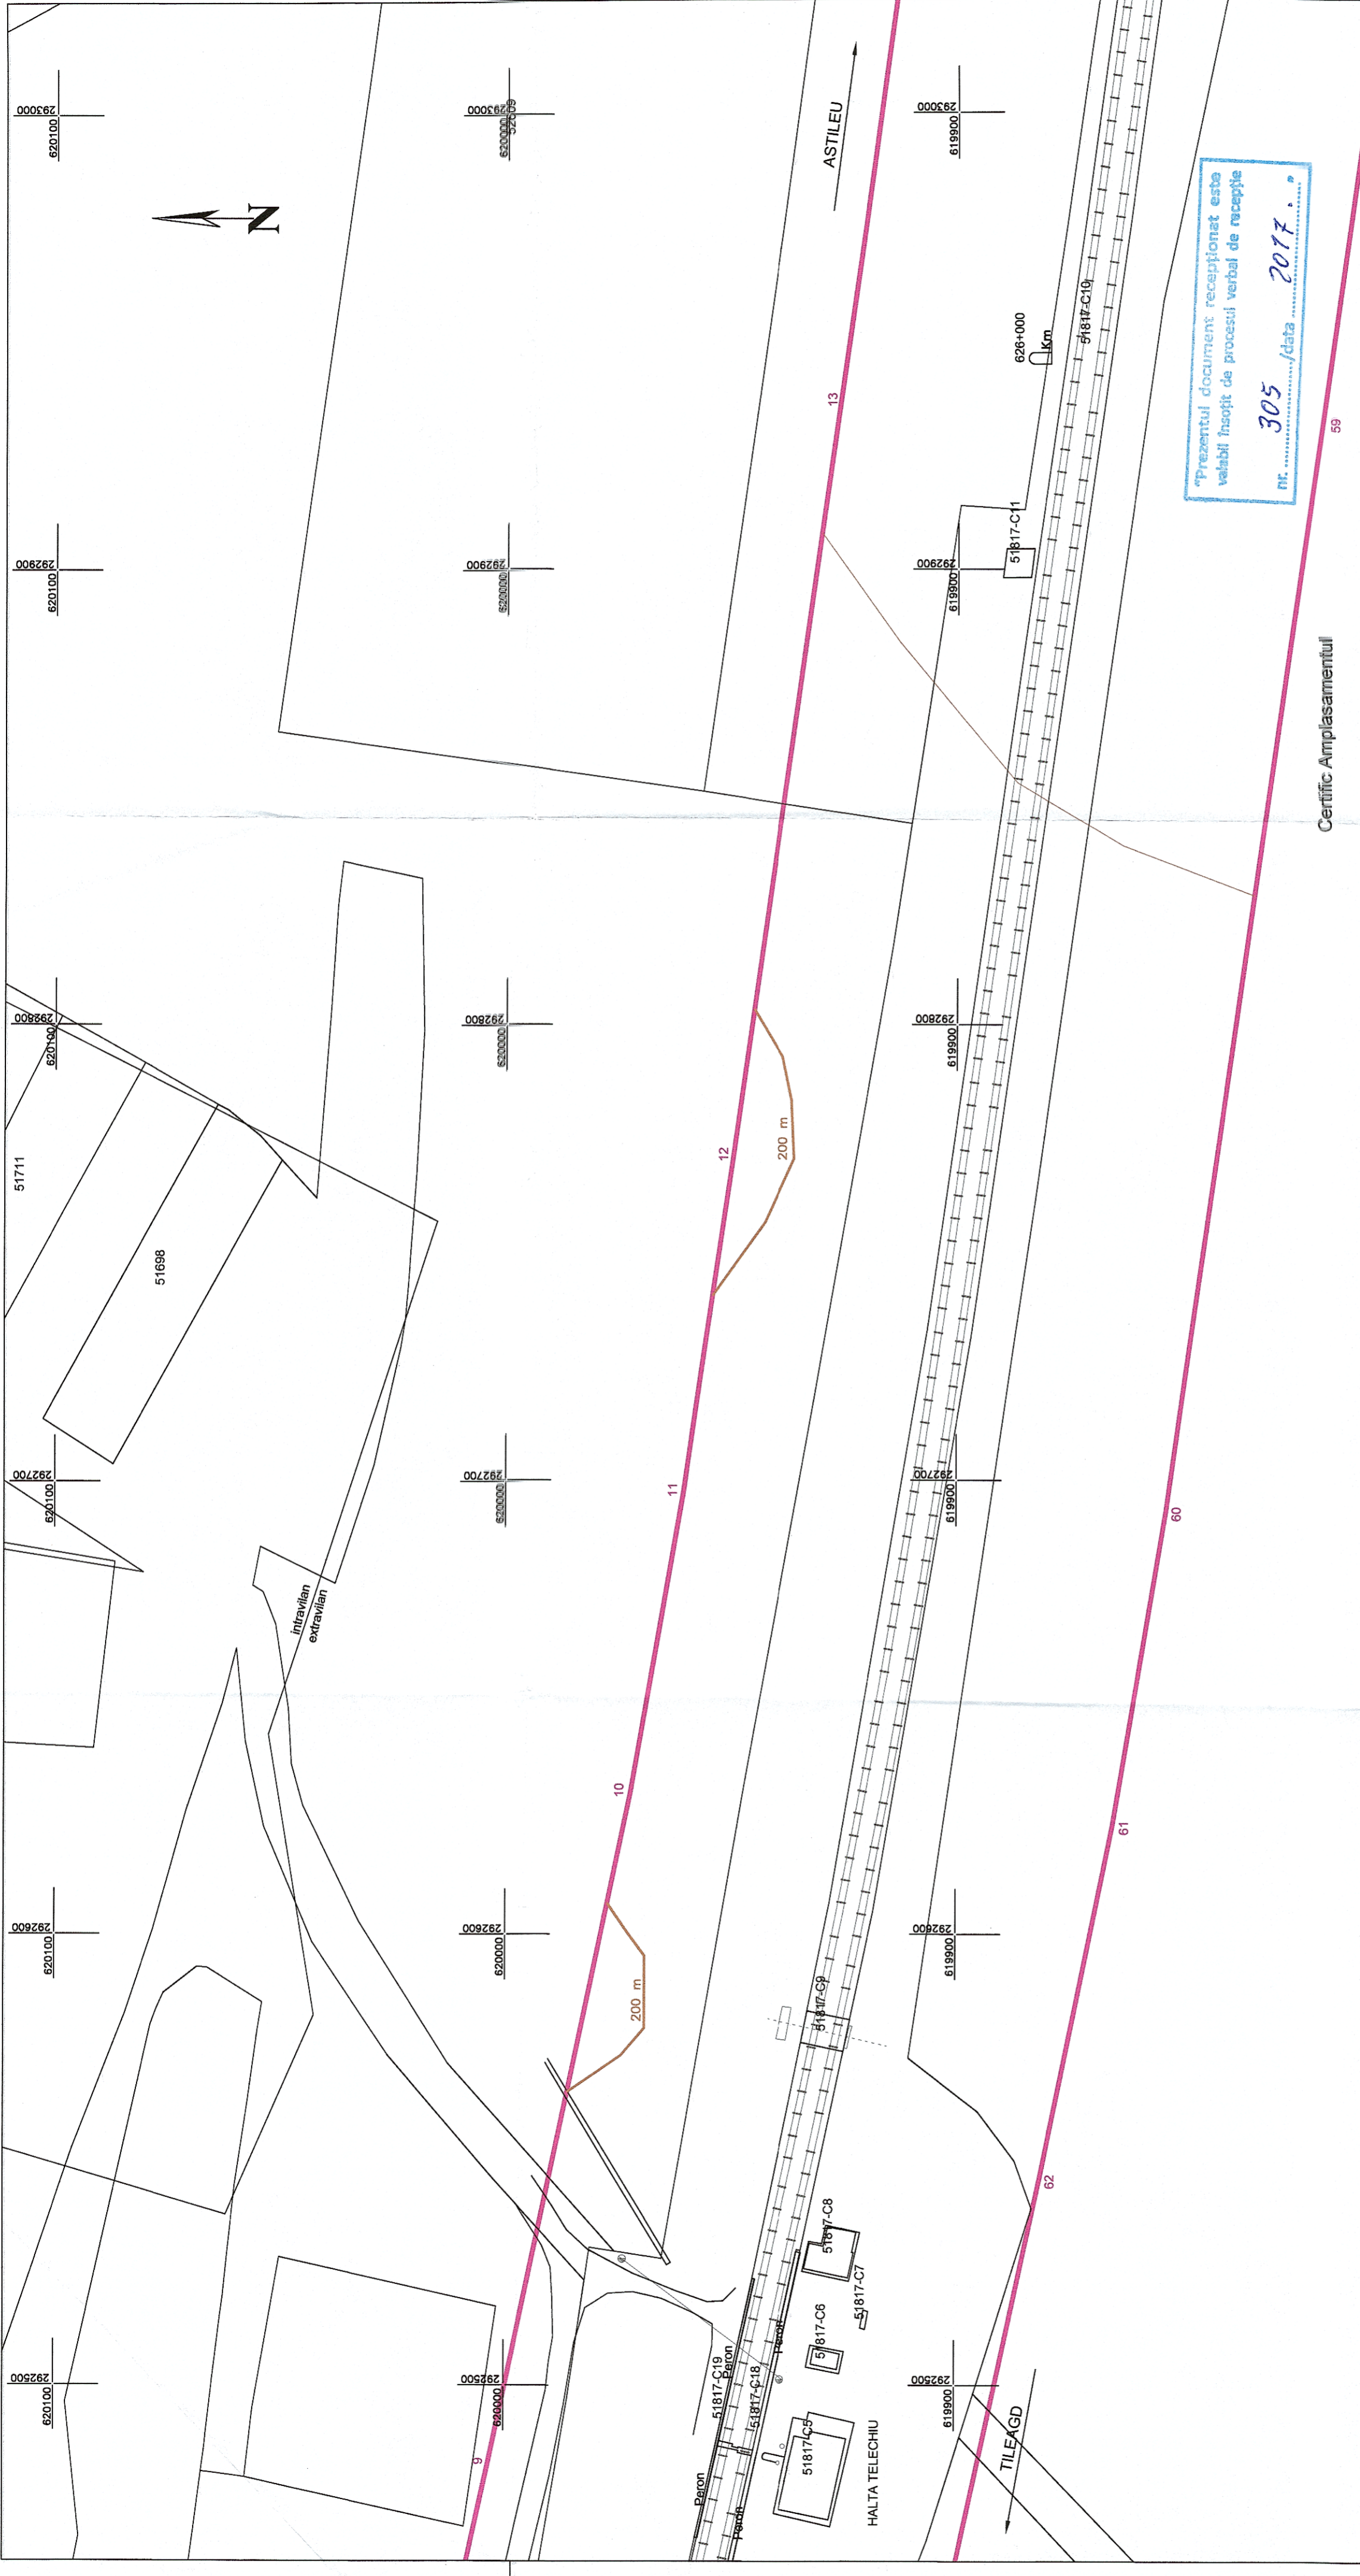 293000
620100
293000
620000
52609
293000
619900
N
ASTILEU
13
626+000
Km
51817-C10
"Prezentul document recepționat este
valabil însoțit de procesul verbal de recepție
nr. 305 /data 2017 . "
59
292900
620100
292900
620000
292900
619900
51817-C11
Certific Amplasamentul
292800
620100
292800
620000
292800
619900
51711
51698
12
200 m
292700
620100
292700
620000
292700
619900
11
60
intravilan
extravilan
10
61
292600
620100
292600
620000
292600
619900
200 m
51817-C9
62
51817-C8
51817-C7
51817-C6
Peron
Peron
51817-C19
51817-C18
292500
620100
292500
620000
292500
619900
9
51817-C5
HALTA TELECHIU
TILEAGD
Peron
Peron